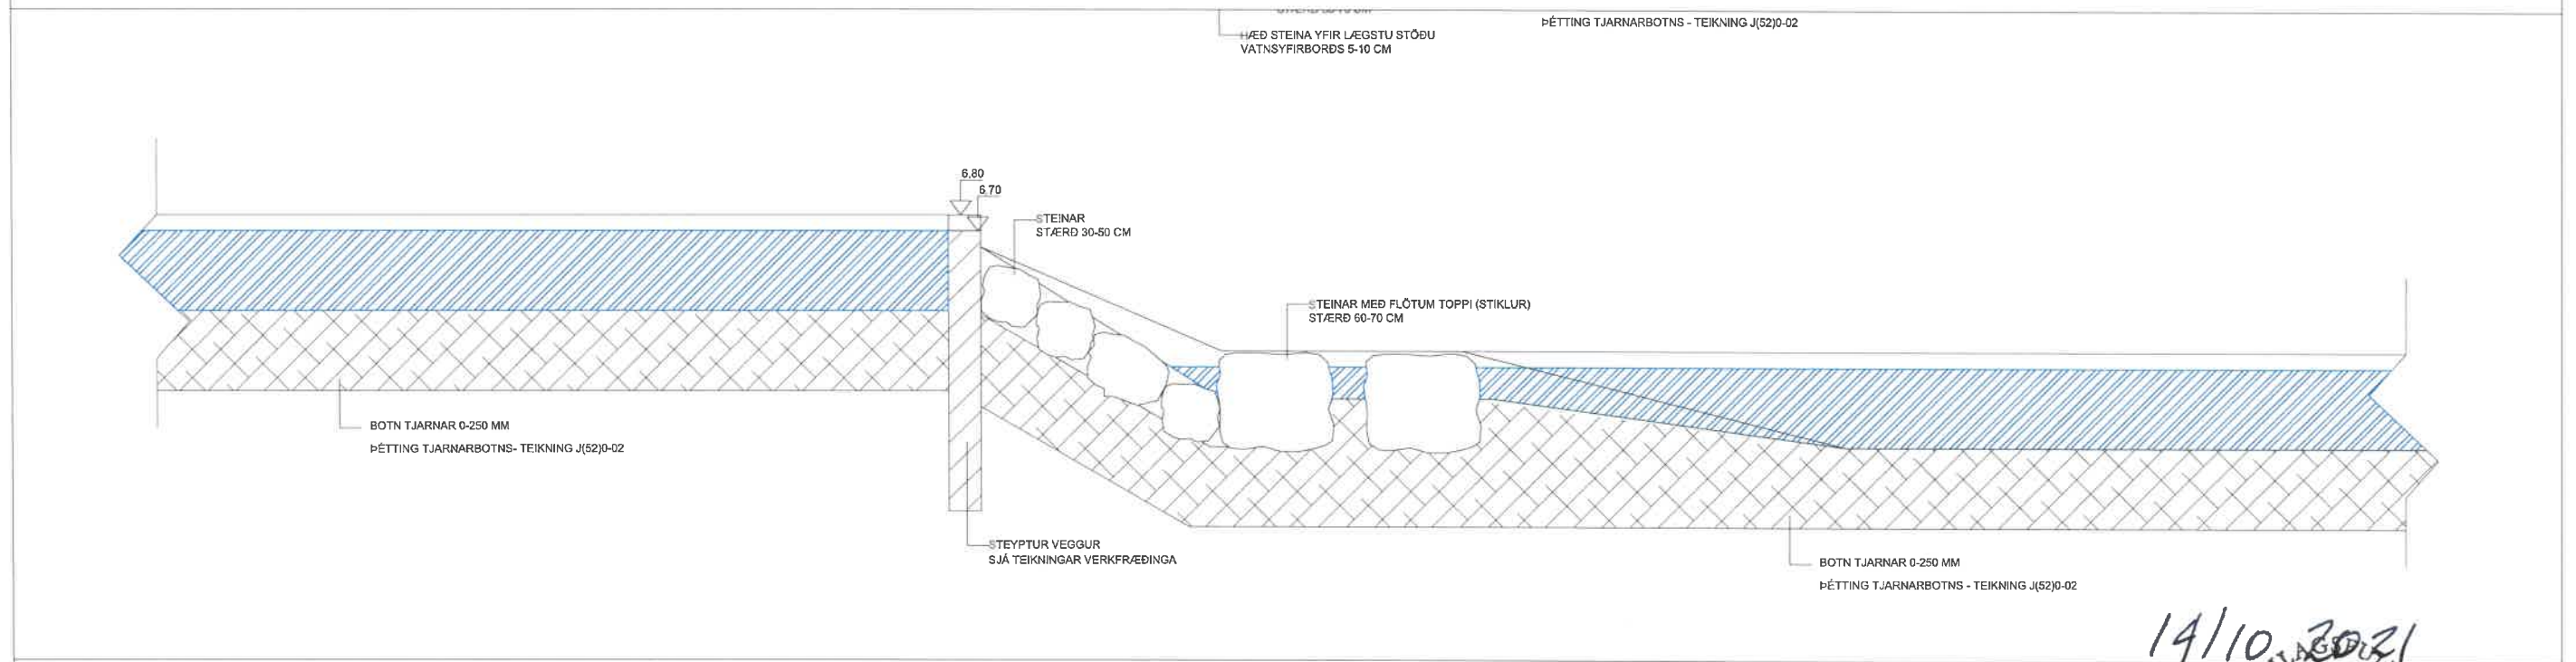 HÆÐ STEINA YFIR LÆGSTU STÖÐU
VATNSYFIRBORÐS 5-10 CM
ÞÉTTING TJARNARBOTNS - TEIKNING J(52)0-02
6.80
6.70
STEINAR
STÆRÐ 30-50 CM
STEINAR MEÐ FLÖTUM TOPPI (STIKLUR)
STÆRÐ 60-70 CM
BOTN TJARNAR 0-250 MM
ÞÉTTING TJARNARBOTNS- TEIKNING J(52)0-02
STEYPTUR VEGGUR
SJÁ TEIKNINGAR VERKFRÆÐINGA
BOTN TJARNAR 0-250 MM
ÞÉTTING TJARNARBOTNS - TEIKNING J(52)0-02
14/10 2021